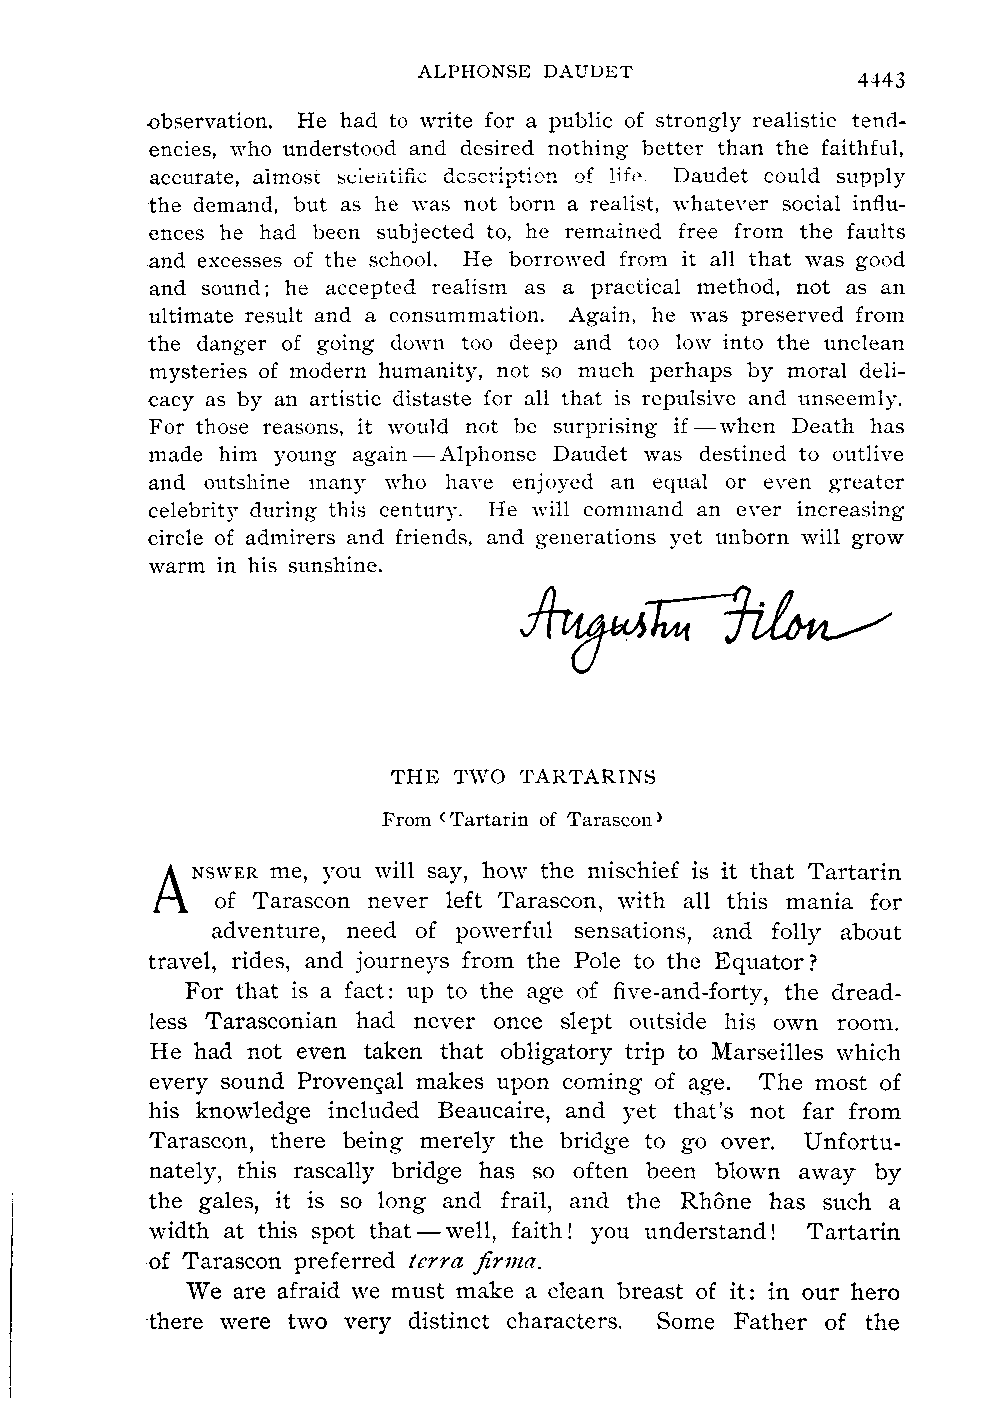 ALPHONSE DAUDET
4443
observation. He had to write for a public of strongly realistic tend-
encies, who understood and desired nothing better than the faithful,
accurate, almost scientific description of life. Daudet could supply
the demand, but as he was not born a realist, whatever social influ-
ences he had been subjected to, he remained free from the faults
and excesses of the school. He borrowed from it all that was good
and sound; he accepted realism as a practical method, not as an
ultimate result and a consummation. Again, he was preserved from
the danger of going down too deep and too low into the unclean
mysteries of modern humanity, not so much perhaps by moral deli-
cacy as by an artistic distaste for all that is repulsive and unseemly.
For those reasons, it would not be surprising if — when Death has
made him young again — Alphonse Daudet was destined to outlive
and outshine many who have enjoyed an equal or even greater
celebrity during this century. He will command an ever increasing
circle of admirers and friends, and generations yet unborn will grow
warm in his sunshine.
Augustin Filon
THE TWO TARTARINS
From ‹Tartarin of Tarascon›
ANSWER me, you will say, how the mischief is it that Tartarin
of Tarascon never left Tarascon, with all this mania for
adventure, need of powerful sensations, and folly about
travel, rides, and journeys from the Pole to the Equator?
For that is a fact: up to the age of five-and-forty, the dread-
less Tarasconian had never once slept outside his own room.
He had not even taken that obligatory trip to Marseilles which
every sound Provençal makes upon coming of age. The most of
his knowledge included Beaucaire, and yet that's not far from
Tarascon, there being merely the bridge to go over. Unfortu-
nately, this rascally bridge has so often been blown away by
the gales, it is so long and frail, and the Rhône has such a
width at this spot that — well, faith! you understand! Tartarin
of Tarascon preferred terra firma.
We are afraid we must make a clean breast of it: in our hero
there were two very distinct characters. Some Father of the